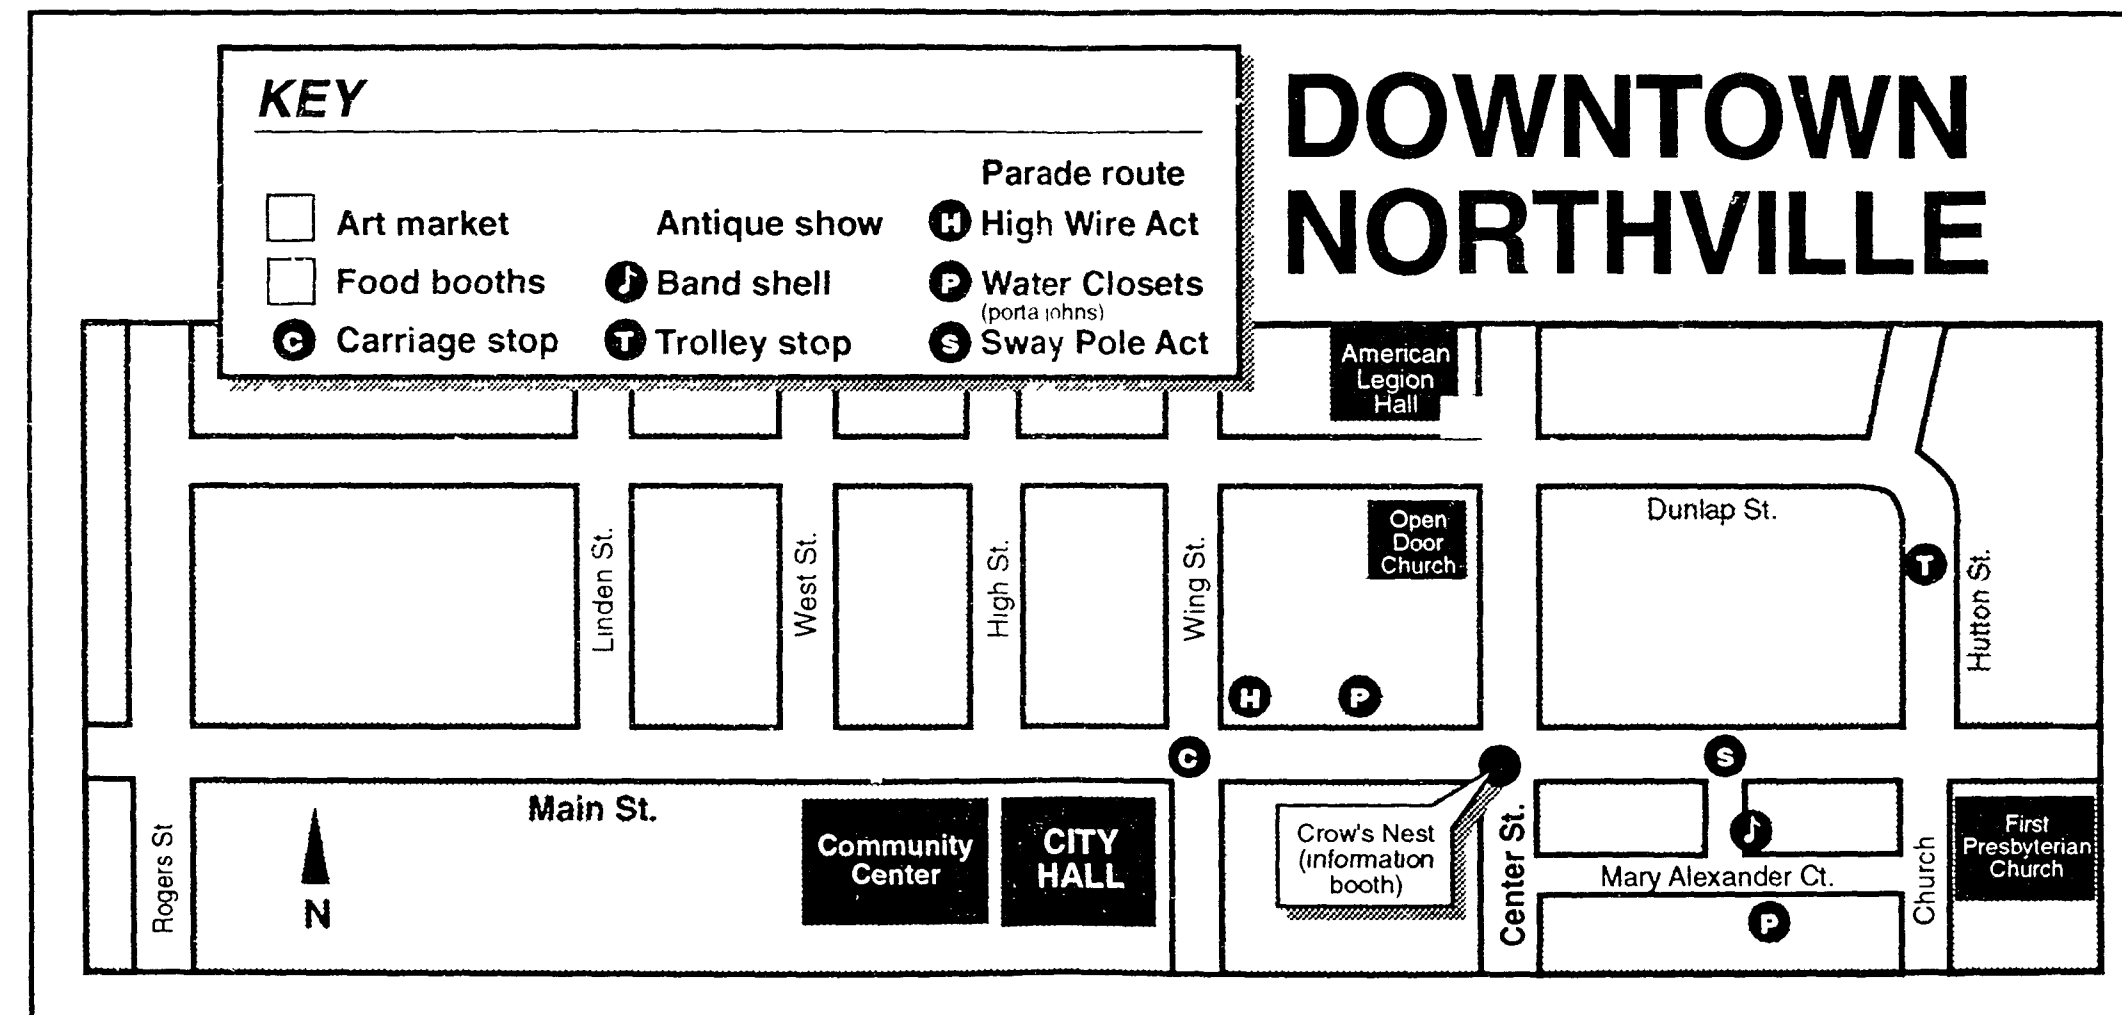 KEY
DOWNTOWN
NORTHVILLE
Parade route
Art market
Antique show
H High Wire Act
Food booths
♪ Band shell
P Water Closets
(porta johns)
C Carriage stop
T Trolley stop
S Sway Pole Act
American
Legion
Hall
Open
Door
Church
Dunlap St.
Linden St.
West St.
High St.
Wing St.
Hutton St.
T
H
P
C
S
Main St.
Community
Center
CITY
HALL
Crow's Nest
(information
booth)
Center St.
♪
Mary Alexander Ct.
P
Church
First
Presbyterian
Church
Rogers St
N